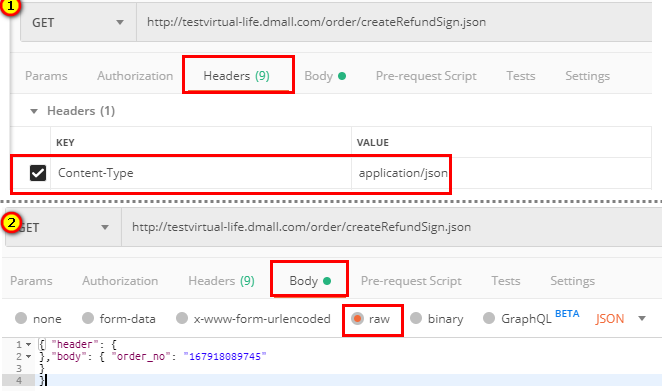 1
GET http://testvirtual-life.dmall.com/order/createRefundSign.json
Params Authorization Headers (9) Body Pre-request Script Tests Settings
Headers (1)
KEY VALUE
Content-Type application/json
2
GET http://testvirtual-life.dmall.com/order/createRefundSign.json
Params Authorization Headers (9) Body Pre-request Script Tests Settings
none form-data x-www-form-urlencoded raw binary GraphQL BETA JSON
1 { "header": {
2 },"body": { "order_no": "167918089745"
3 }
4 }